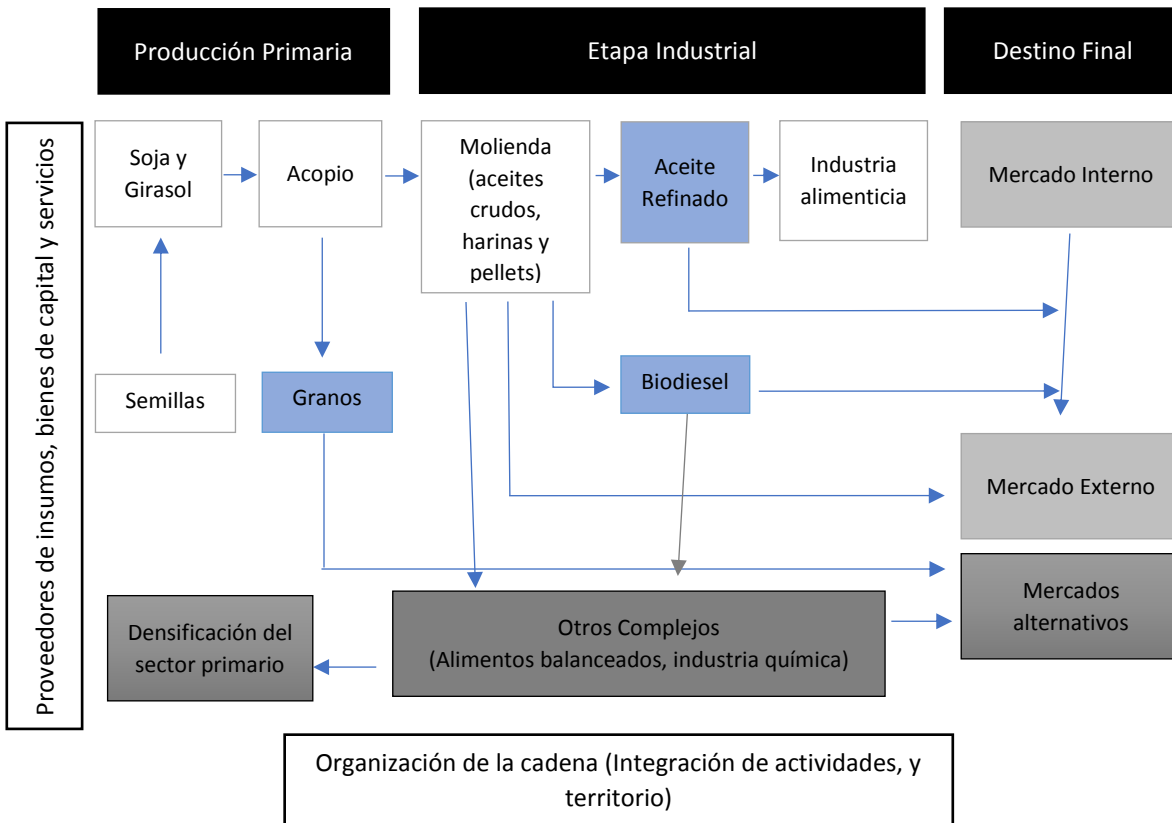 Producción Primaria
Etapa Industrial
Destino Final
Proveedores de insumos, bienes de capital y servicios
Soja y
Girasol
Acopio
Molienda
(aceites
crudos,
harinas y
pellets)
Aceite
Refinado
Industria
alimenticia
Mercado Interno
Semillas
Granos
Biodiesel
Mercado Externo
Densificación del
sector primario
Otros Complejos
(Alimentos balanceados, industria química)
Mercados
alternativos
Organización de la cadena (Integración de actividades, y
territorio)